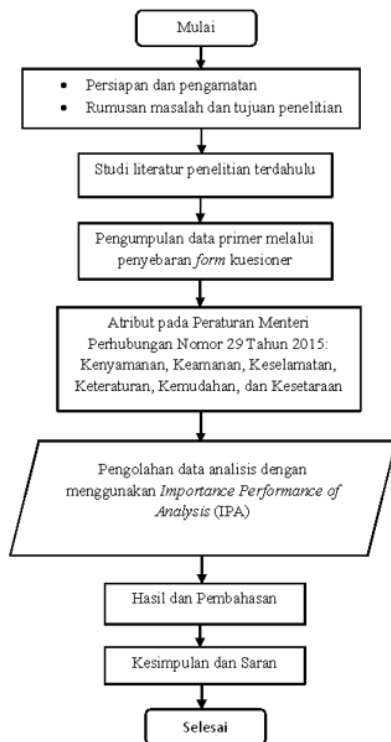 Mulai
• Persiapan dan pengamatan
• Rumusan masalah dan tujuan penelitian
Studi literatur penelitian terdahulu
Pengumpulan data primer melalui
penyebaran form kuesioner
Atribut pada Peraturan Menteri
Perhubungan Nomor 29 Tahun 2015:
Kenyamanan, Keamanan, Keselamatan,
Keteraturan, Kemudahan, dan Kesetaraan
Pengolahan data analisis dengan
menggunakan Importance Performance of
Analysis (IPA)
Hasil dan Pembahasan
Kesimpulan dan Saran
Selesai